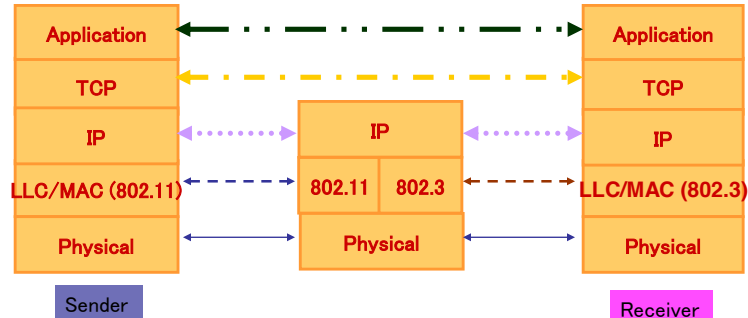 Application
TCP
IP
LLC/MAC (802.11)
Physical
Sender
IP
802.11 802.3
Physical
Application
TCP
IP
LLC/MAC (802.3)
Physical
Receiver